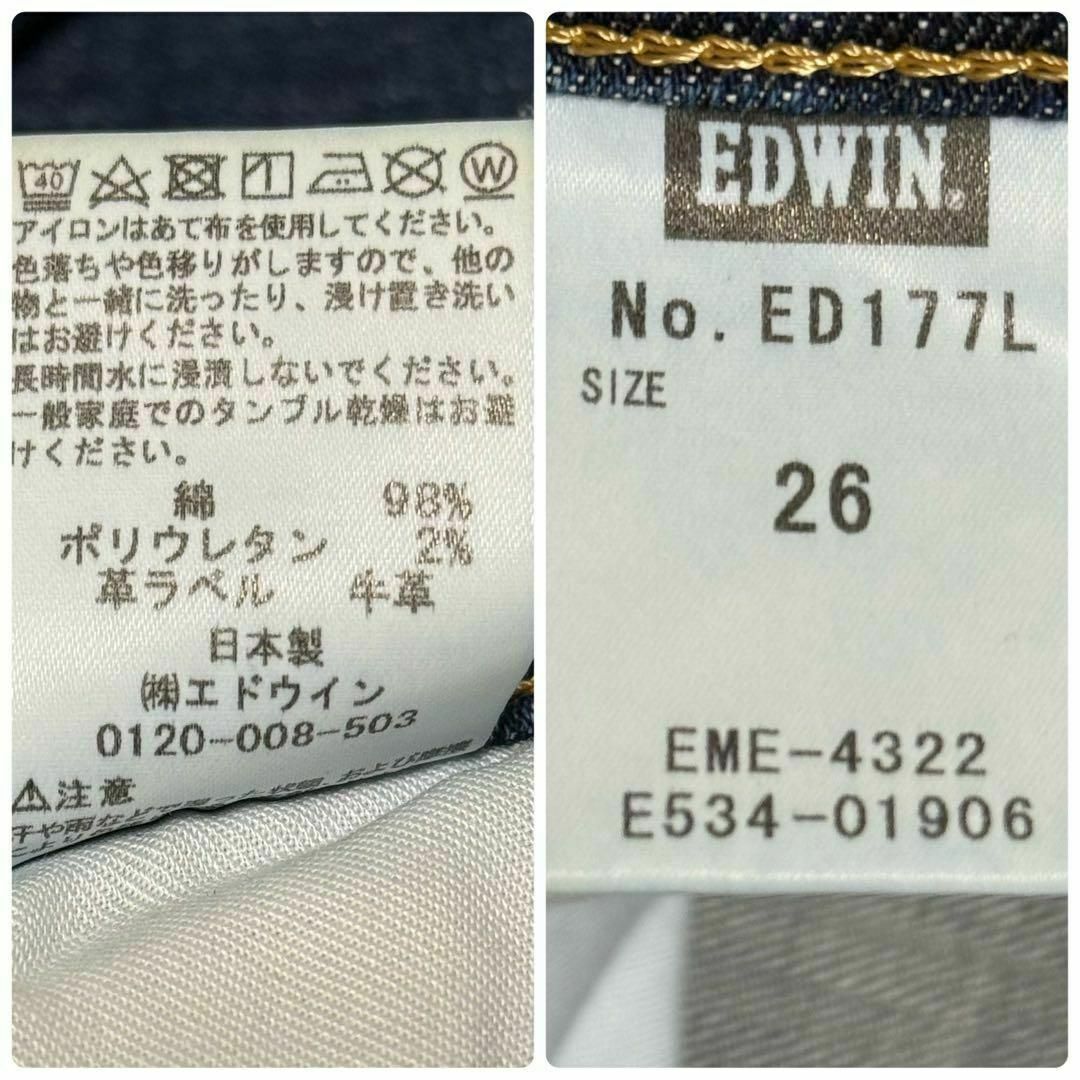 40 W
アイロンはあて布を使用してください。
色落ちや色移りがしますので、他の
物と一緒に洗ったり、浸け置き洗い
はお避けください。
長時間水に浸漬しないでください。
一般家庭でのタンブル乾燥はお避
けください。
綿 98%
ポリウレタン 2%
革ラベル 牛革
日本製
㈱エドウイン
0120-008-503
⚠注意
汗や雨など
EDWIN®
No. ED177L
SIZE
26
EME-4322
E534-01906